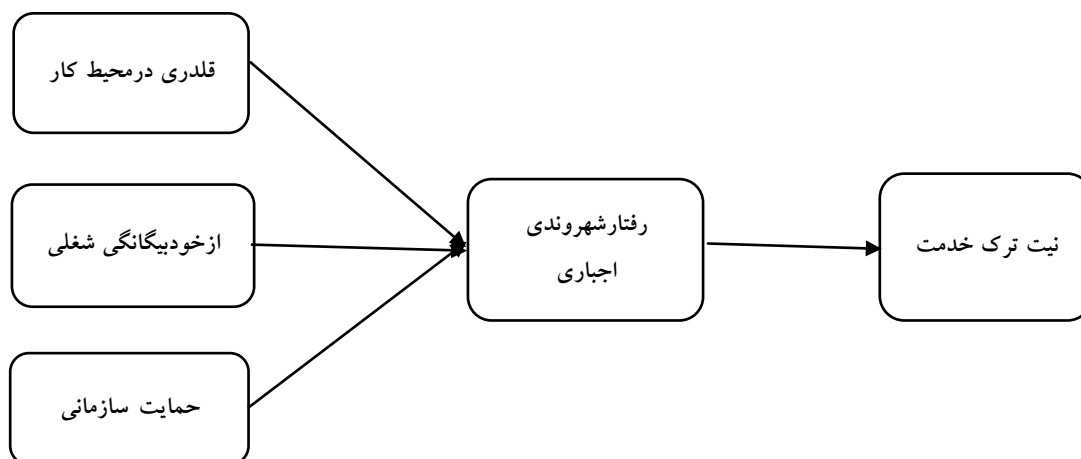 قلدری درمحیط کار
ازخودبیگانگی شغلی
حمایت سازمانی
رفتارشهروندی
اجباری
نیت ترک خدمت